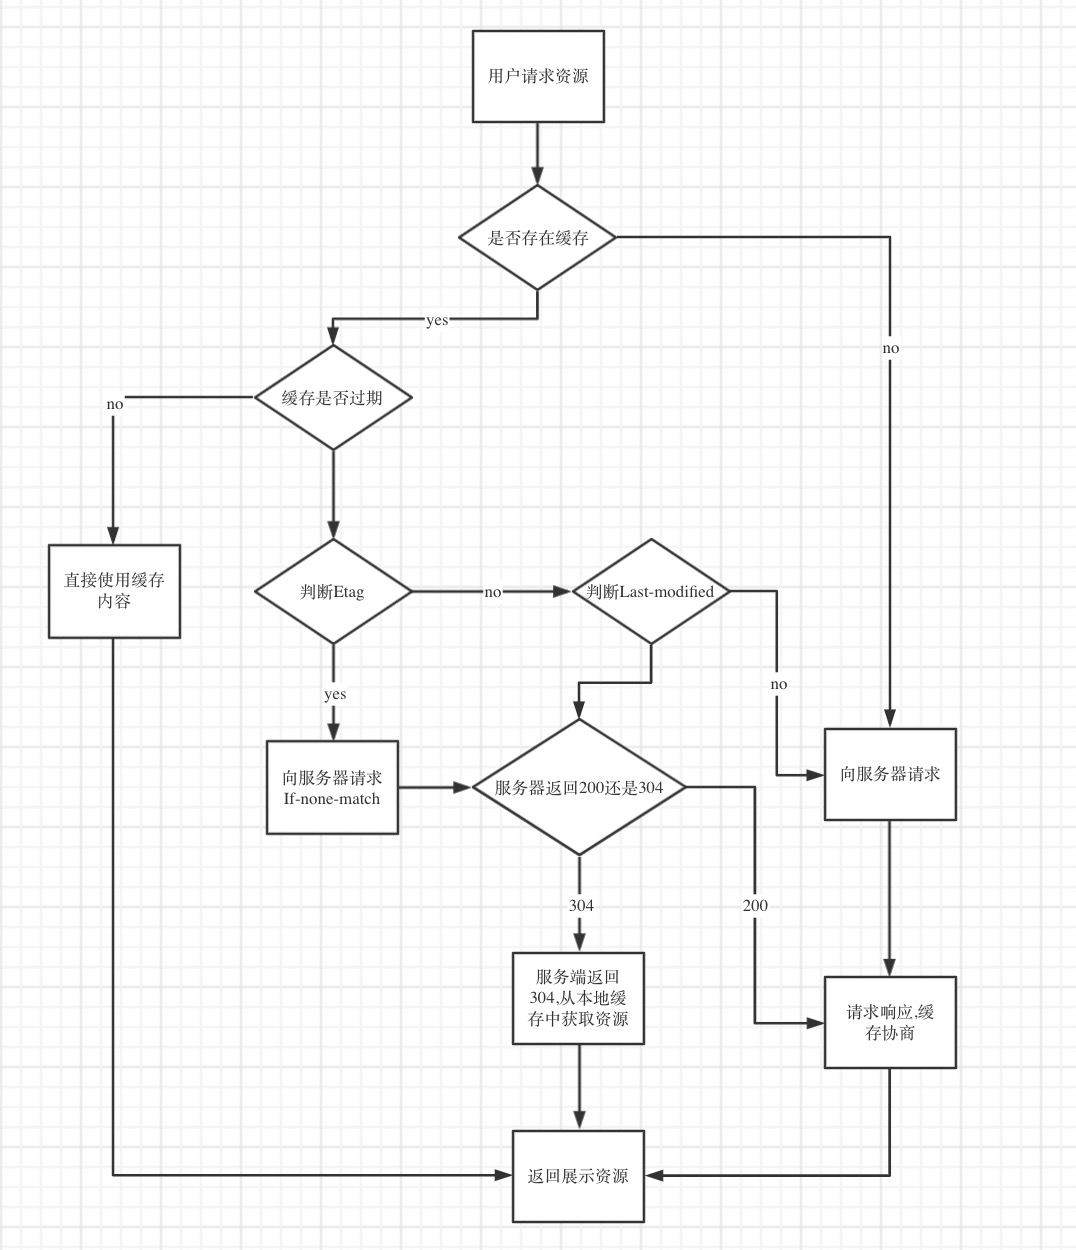 用户请求资源
是否存在缓存
yes
no
缓存是否过期
no
直接使用缓存
内容
判断Etag
no
判断Last-modified
yes
no
向服务器请求
If-none-match
服务器返回200还是304
向服务器请求
304
200
服务端返回
304,从本地缓
存中获取资源
请求响应,缓
存协商
返回展示资源